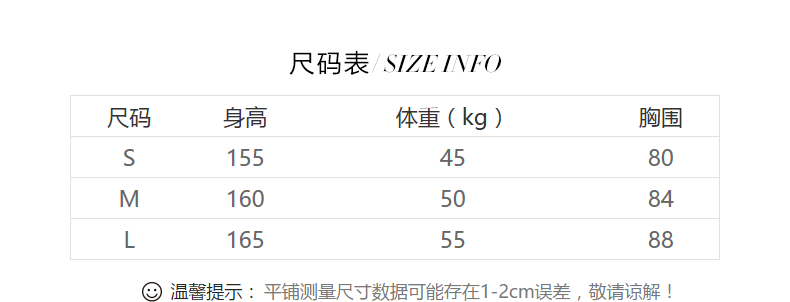 尺码表/SIZE INFO
尺码 身高 体重（kg） 胸围
S 155 45 80
M 160 50 84
L 165 55 88
温馨提示：平铺测量尺寸数据可能存在1-2cm误差，敬请谅解！